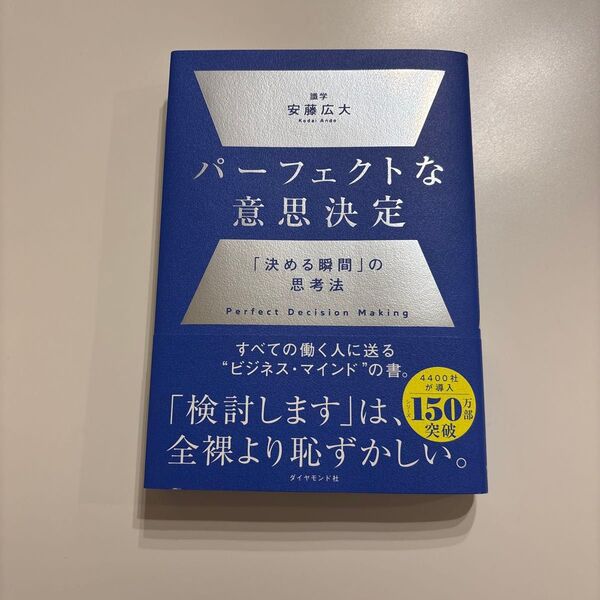 識学
安藤広大
Kodai Ando
パーフェクトな
意思決定
「決める瞬間」の
思考法
Perfect Decision Making
すべての働く人に送る
“ビジネス・マインド”の書。
4400社
が導入
シリーズ
150万部
突破
「検討します」は、
全裸より恥ずかしい。
ダイヤモンド社